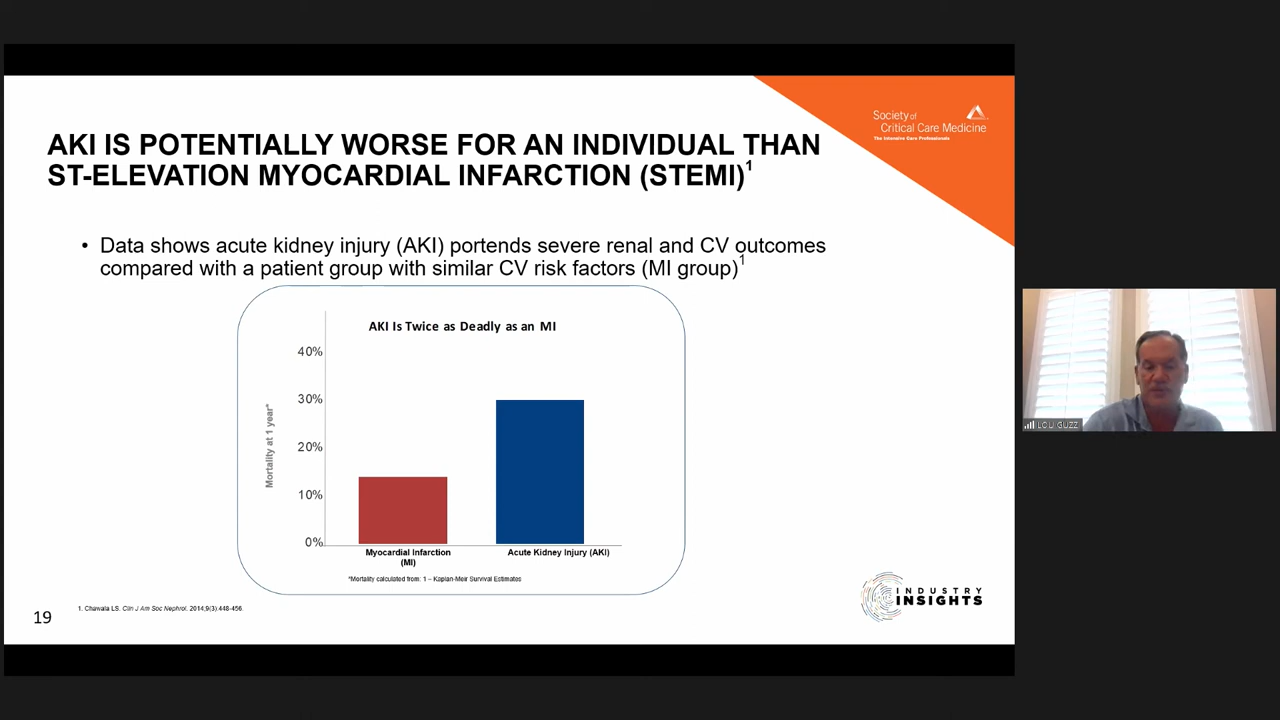 Society of
Critical Care Medicine
The Intensive Care Professionals
AKI IS POTENTIALLY WORSE FOR AN INDIVIDUAL THAN
ST-ELEVATION MYOCARDIAL INFARCTION (STEMI)1
• Data shows acute kidney injury (AKI) portends severe renal and CV outcomes
compared with a patient group with similar CV risk factors (MI group)1
AKI Is Twice as Deadly as an MI
Mortality at 1 year*
40%
30%
20%
10%
0%
Myocardial Infarction
(MI)
Acute Kidney Injury (AKI)
*Mortality calculated from: 1 – Kaplan-Meir Survival Estimates
1. Chawala LS. Clin J Am Soc Nephrol. 2014;9(3):448-456.
19
INDUSTRY
INSIGHTS
LOU GUZZ